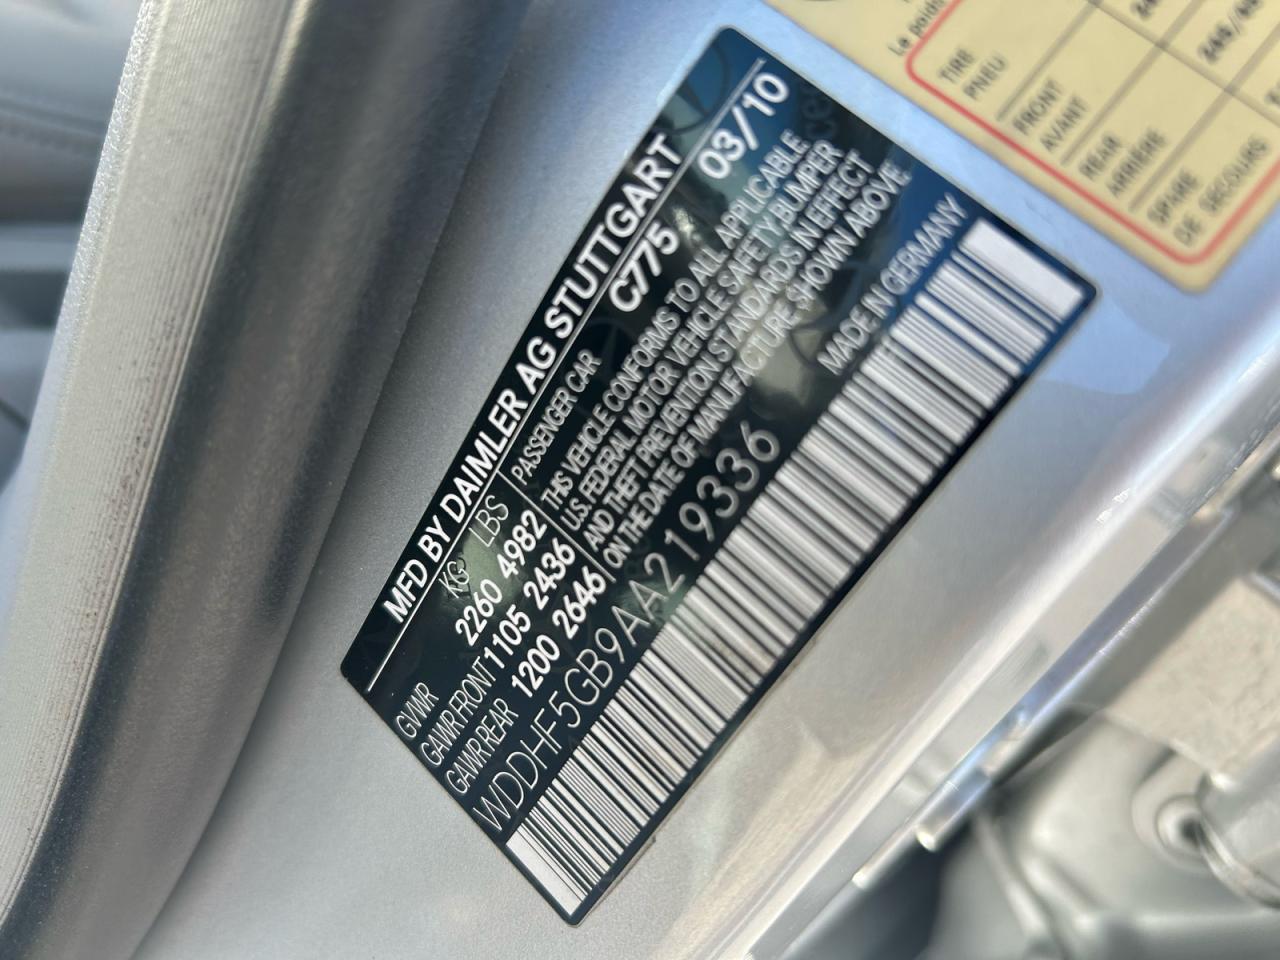 MFD BY DAIMLER AG STUTTGART
KG LBS
C775 03/10
GVWR 2260 4982
GAWR FRONT 1105 2436
GAWR REAR 1200 2646
PASSENGER CAR
THIS VEHICLE CONFORMS TO ALL APPLICABLE
U.S. FEDERAL MOTOR VEHICLE SAFETY BUMPER
AND THEFT PREVENTION STANDARDS IN EFFECT
ON THE DATE OF MANUFACTURE SHOWN ABOVE.
WDDHF5GB9AA219336
MADE IN GERMANY
Le poids
TIRE
PNEU
FRONT
AVANT
REAR
ARRIÈRE
SPARE
DE SECOURS